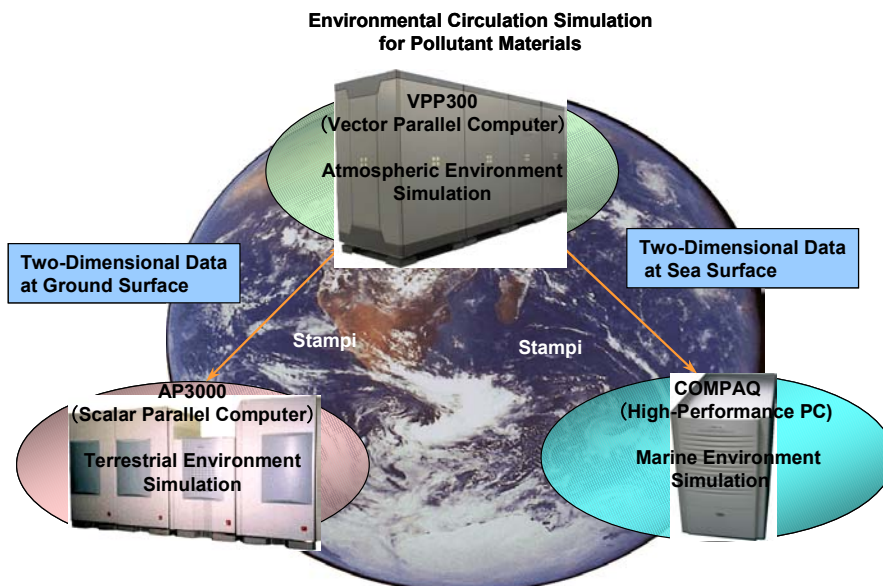 Environmental Circulation Simulation
for Pollutant Materials
VPP300
(Vector Parallel Computer)
Atmospheric Environment
Simulation
Two-Dimensional Data
at Ground Surface
Two-Dimensional Data
at Sea Surface
Stampi
Stampi
AP3000
(Scalar Parallel Computer)
Terrestrial Environment
Simulation
COMPAQ
(High-Performance PC)
Marine Environment
Simulation